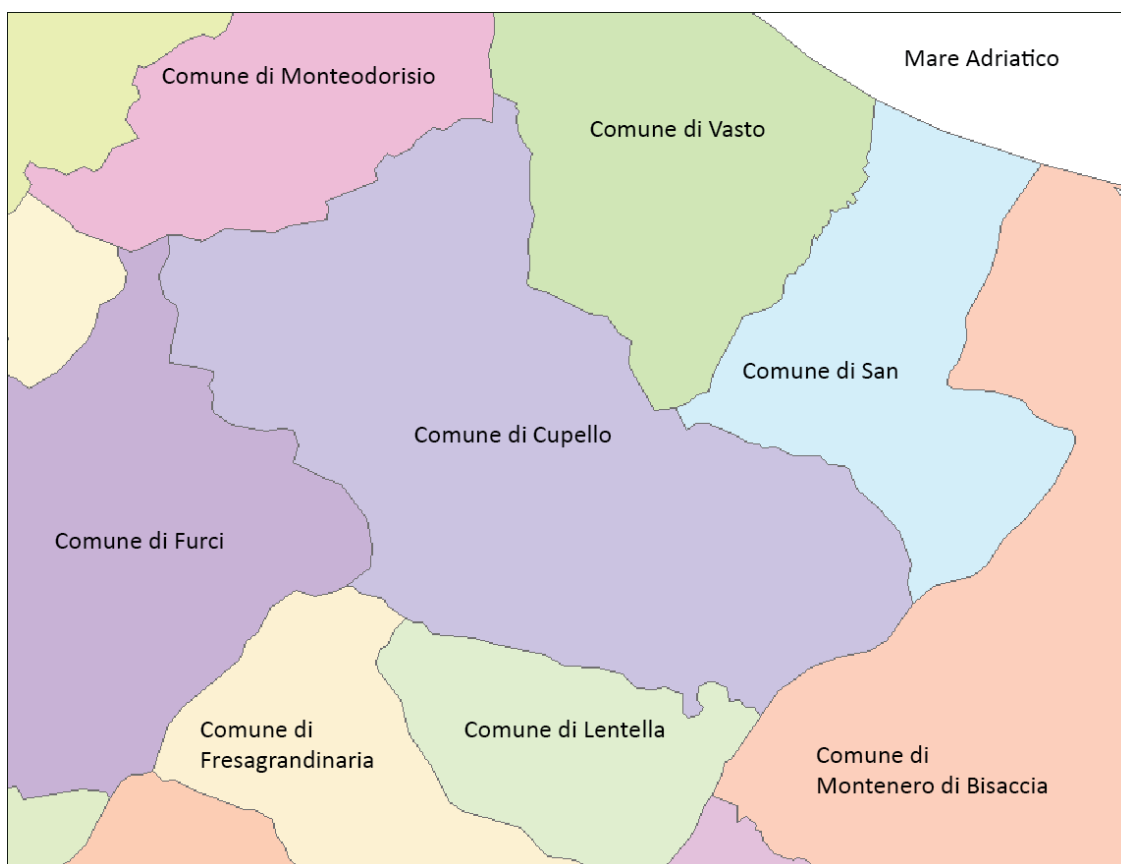 Mare Adriatico
Comune di Monteodorisio
Comune di Vasto
Comune di San
Comune di Cupello
Comune di Furci
Comune di
Fresagrandinaria
Comune di Lentella
Comune di
Montenero di Bisaccia